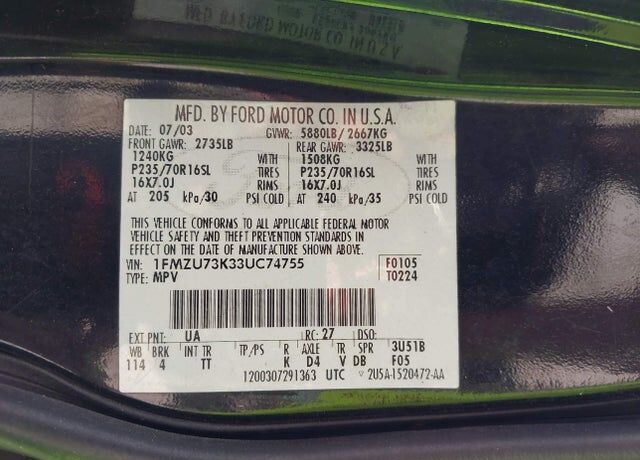 MFD. BY FORD MOTOR CO. IN U.S.A.
DATE: 07/03 GVWR: 5880LB/ 2667KG
FRONT GAWR: 2735LB REAR GAWR: 3325LB
1240KG WITH 1508KG WITH
P235/70R16SL TIRES P235/70R16SL TIRES
16X7.0J RIMS 16X7.0J RIMS
AT 205 kPa/30 PSI COLD AT 240 kPa/35 PSI COLD
THIS VEHICLE CONFORMS TO ALL APPLICABLE FEDERAL MOTOR
VEHICLE SAFETY AND THEFT PREVENTION STANDARDS IN
EFFECT ON THE DATE OF MANUFACTURE SHOWN ABOVE.
VIN: 1FMZU73K33UC74755 F0105
TYPE: MPV T0224
EXT PNT: UA RC: 27 DSO:
WB BRK INT TR TP/PS R AXLE TR SPR 3U51B
114 4 TT K D4 V DB F05
1200307291363 UTC 2U5A-1520472-AA